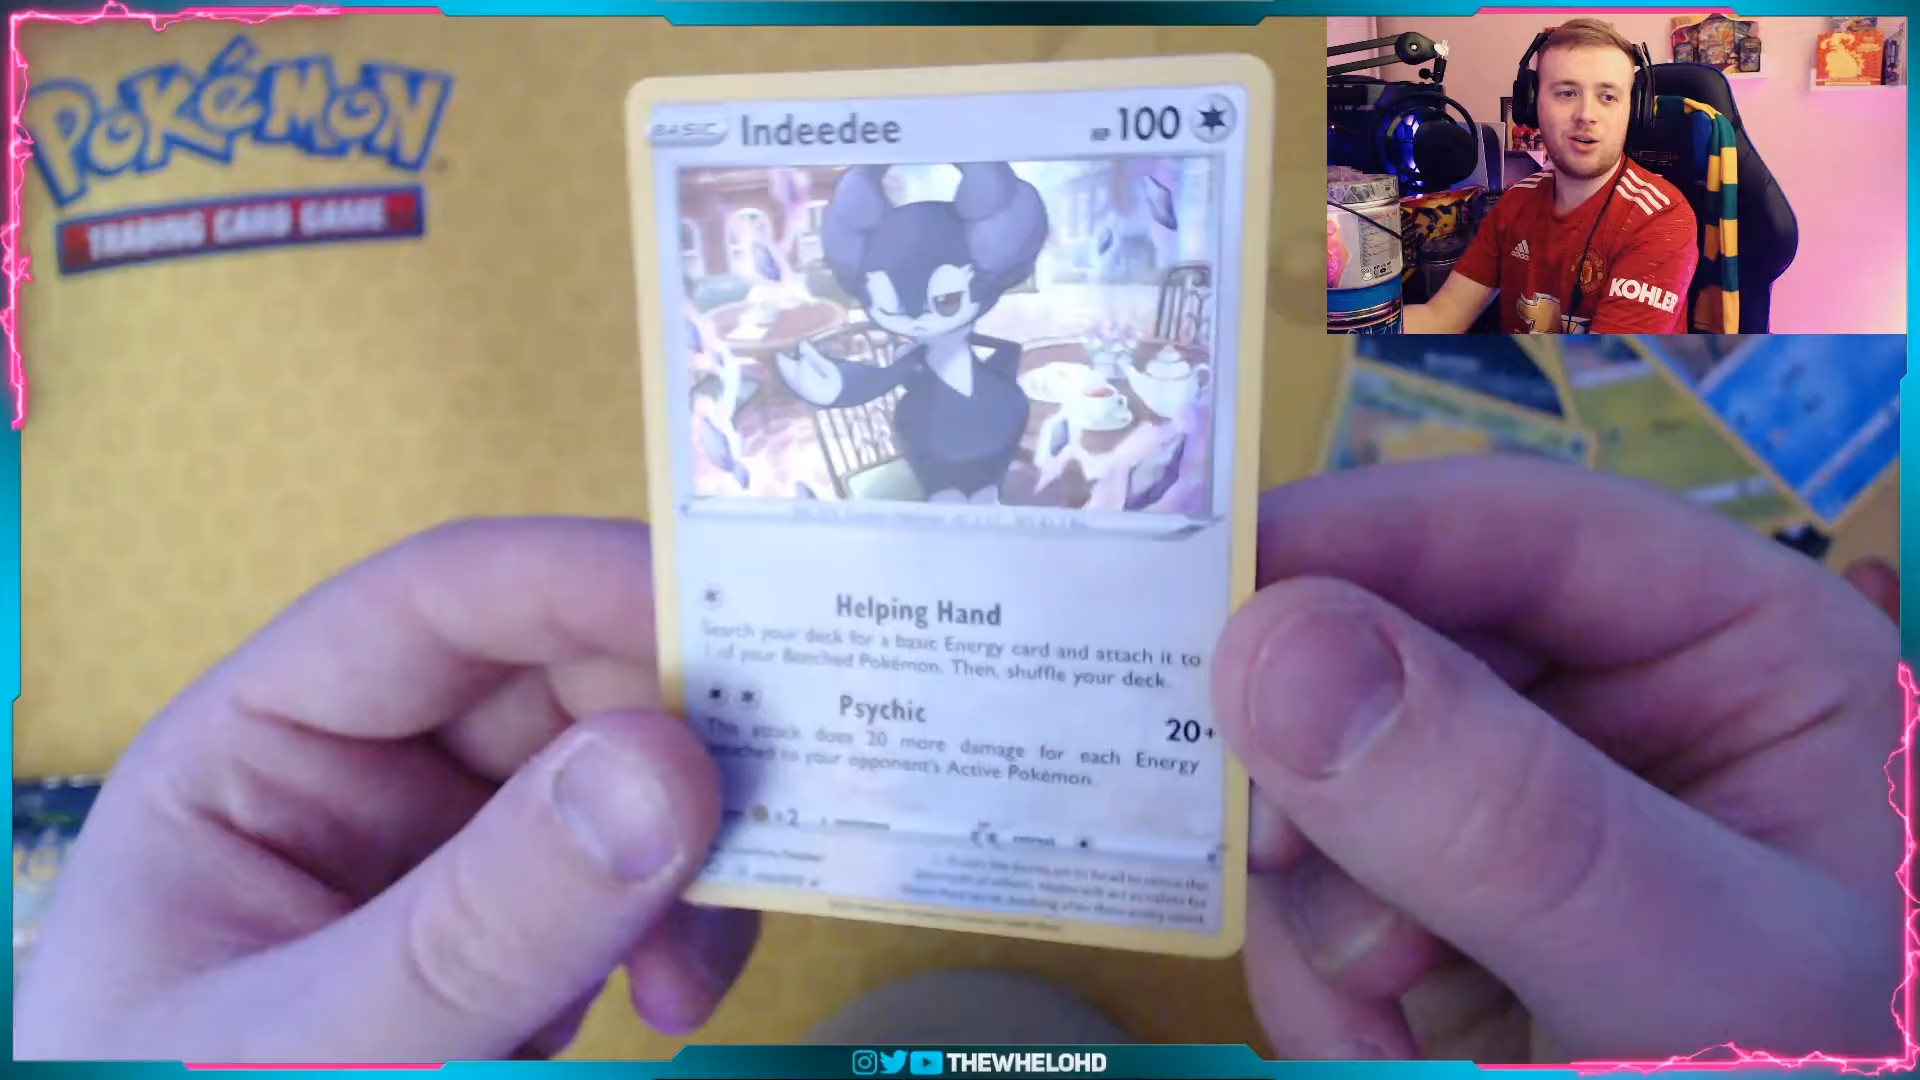 POKéMON
TRADING CARD GAME
BASIC Indeedee HP 100
Helping Hand
Search your deck for a basic Energy card and attach it to
1 of your Benched Pokémon. Then, shuffle your deck.
Psychic 20+
This attack does 20 more damage for each Energy
attached to your opponent's Active Pokémon.
×2
KOHLER
THEWHELOHD